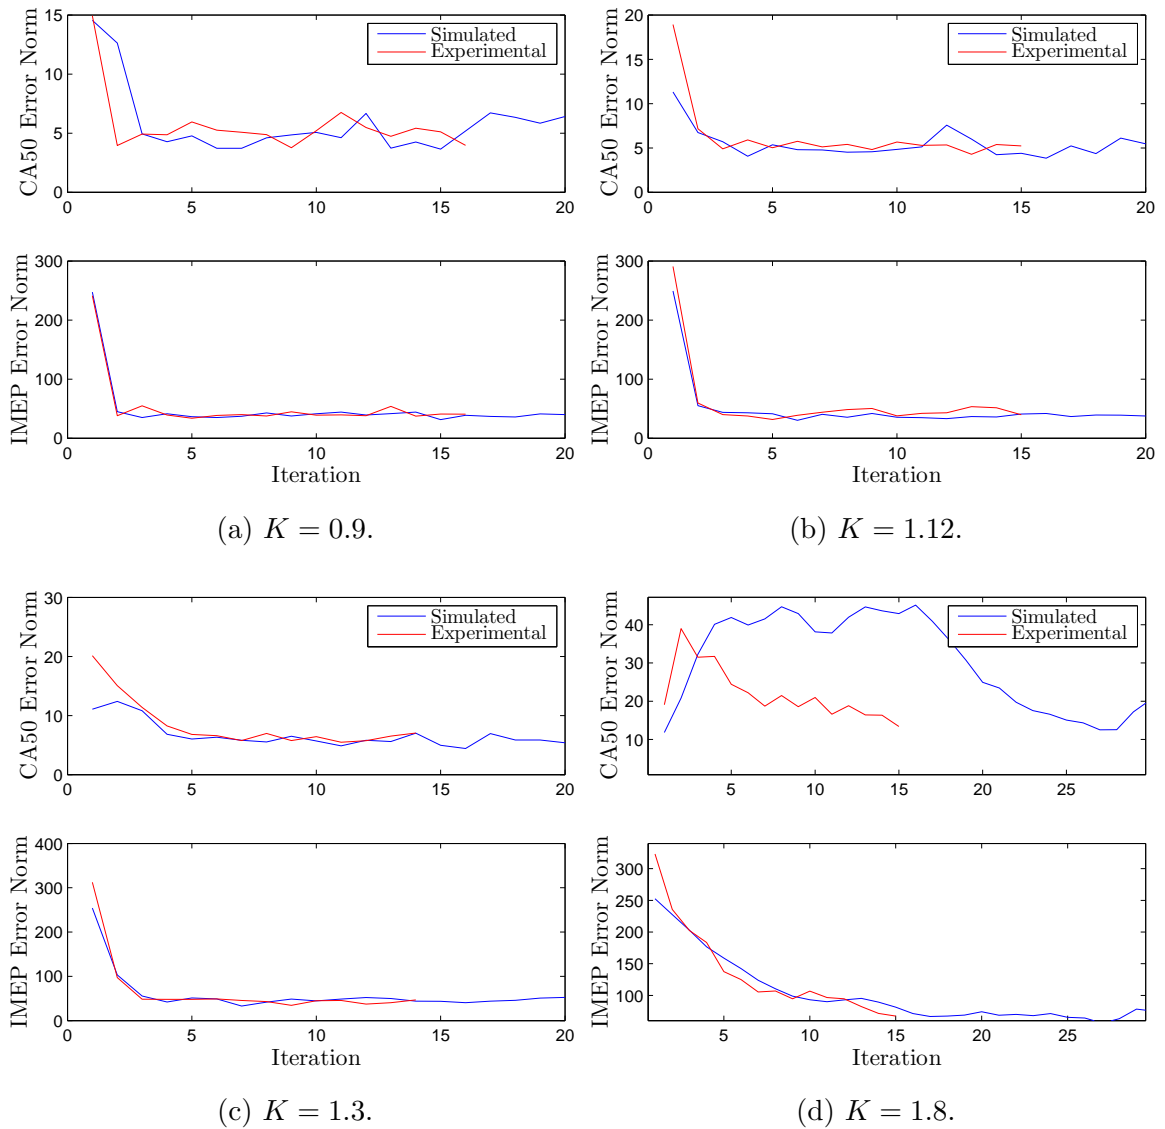 CA50 Error Norm
15
10
5
0
0 5 10 15 20
Simulated
Experimental
IMEP Error Norm
300
200
100
0
0 5 10 15 20
Iteration
(a) K = 0.9.
CA50 Error Norm
20
15
10
5
0
0 5 10 15 20
Simulated
Experimental
IMEP Error Norm
300
200
100
0
0 5 10 15 20
Iteration
(b) K = 1.12.
CA50 Error Norm
30
20
10
0
0 5 10 15 20
Simulated
Experimental
IMEP Error Norm
400
300
200
100
0
0 5 10 15 20
Iteration
(c) K = 1.3.
CA50 Error Norm
40
30
20
10
5 10 15 20 25
Simulated
Experimental
IMEP Error Norm
300
250
200
150
100
5 10 15 20 25
Iteration
(d) K = 1.8.